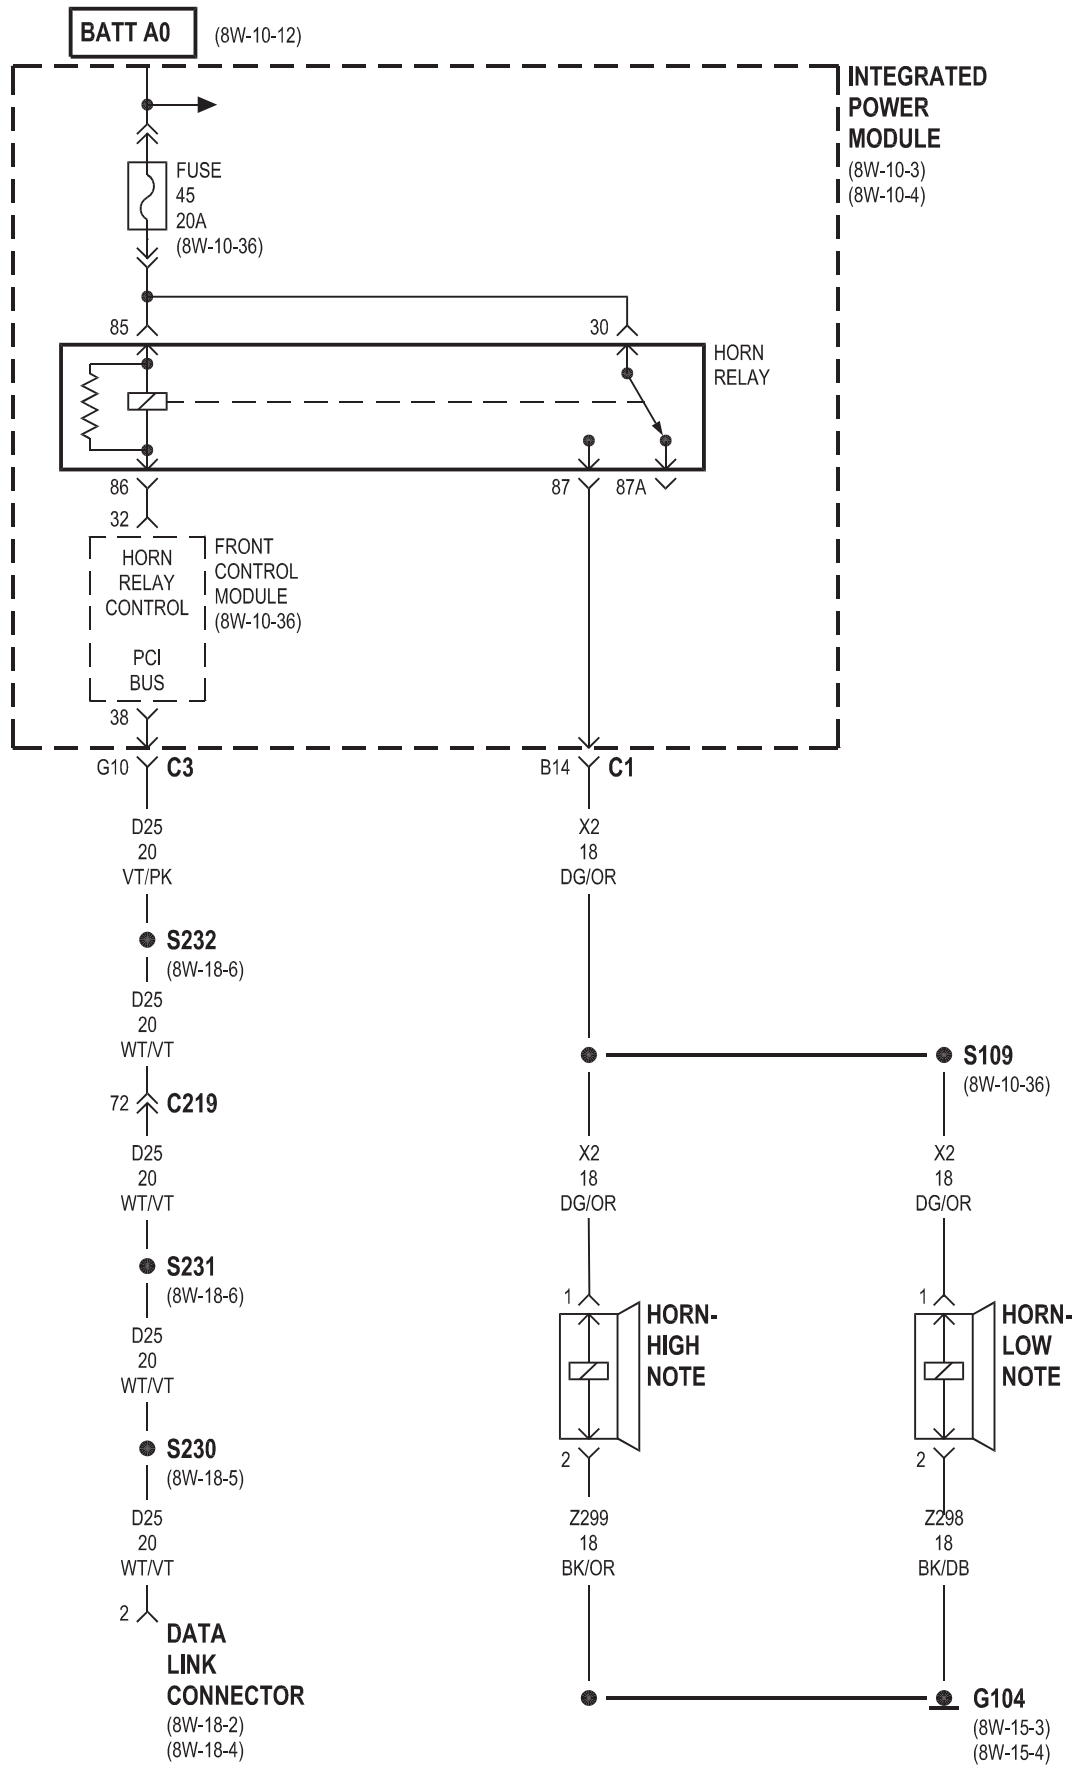 BATT A0
(8W-10-12)
INTEGRATED
POWER
MODULE
(8W-10-3)
(8W-10-4)
FUSE
45
20A
(8W-10-36)
85
30
HORN
RELAY
86
87
87A
32
HORN
RELAY
CONTROL
PCI
BUS
FRONT
CONTROL
MODULE
(8W-10-36)
38
G10
C3
B14
C1
D25
20
VT/PK
X2
18
DG/OR
S232
(8W-18-6)
D25
20
WT/VT
S109
(8W-10-36)
72
C219
D25
20
WT/VT
X2
18
DG/OR
X2
18
DG/OR
S231
(8W-18-6)
1
HORN-
HIGH
NOTE
1
HORN-
LOW
NOTE
D25
20
WT/VT
S230
(8W-18-5)
2
2
D25
20
WT/VT
Z299
18
BK/OR
Z298
18
BK/DB
2
DATA
LINK
CONNECTOR
(8W-18-2)
(8W-18-4)
G104
(8W-15-3)
(8W-15-4)